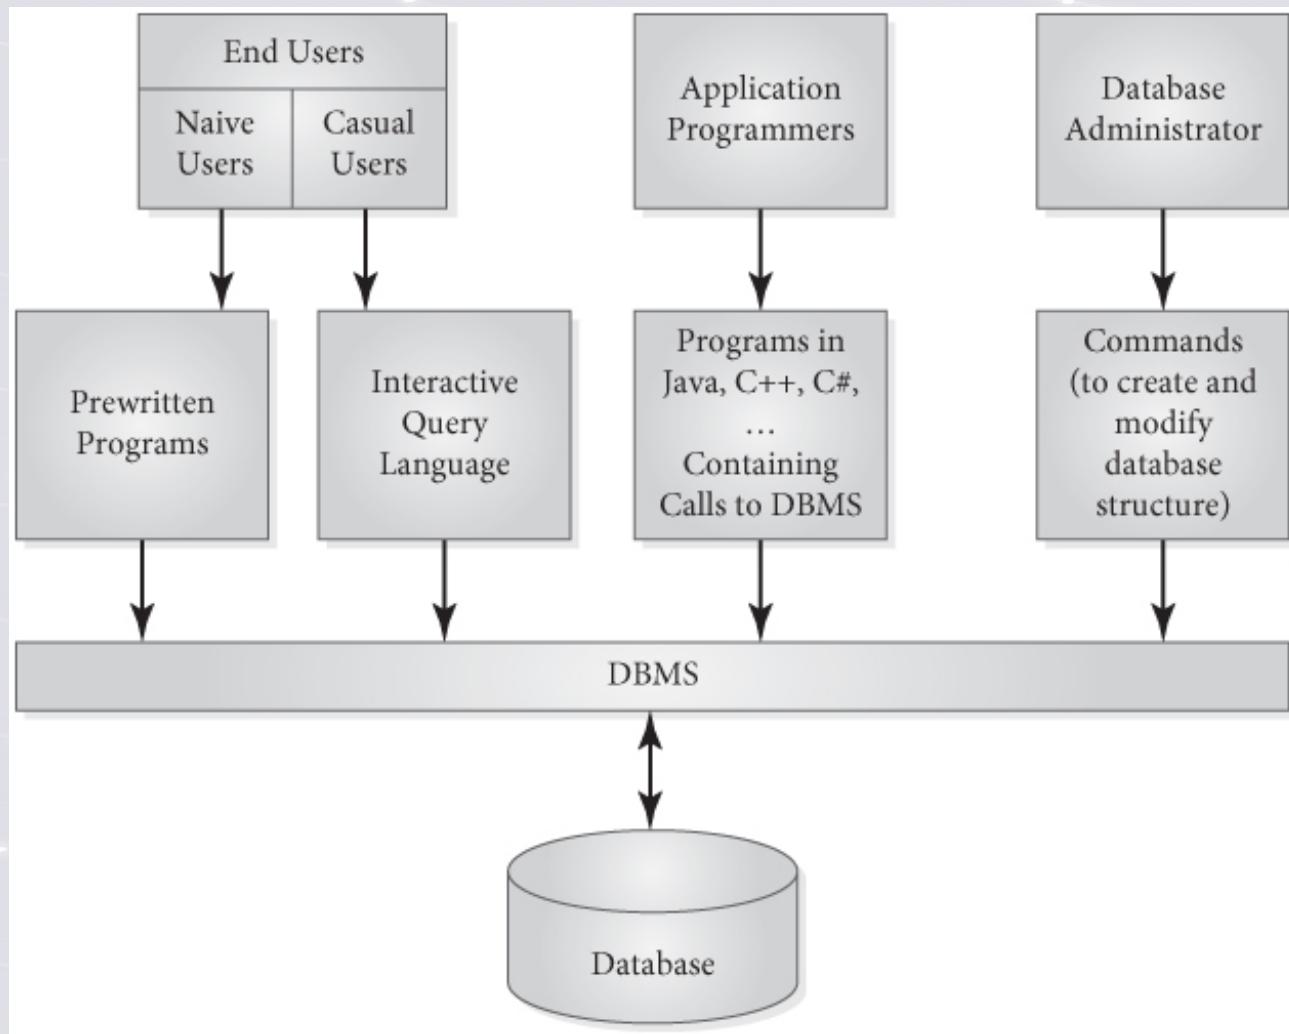 End Users
Naive
Users
Casual
Users
Application
Programmers
Database
Administrator
Prewritten
Programs
Interactive
Query
Language
Programs in
Java, C++, C#,
…
Containing
Calls to DBMS
Commands
(to create and
modify
database
structure)
DBMS
Database